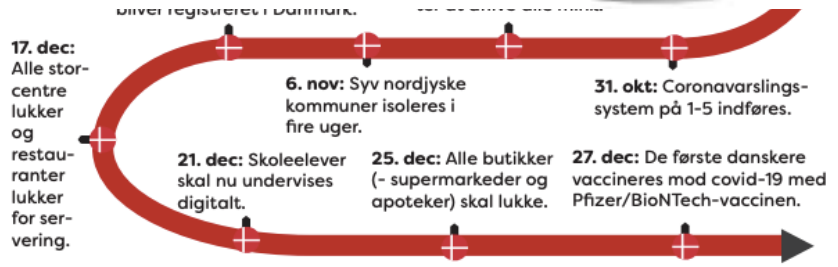 bliver registreret i Danmark.
17. dec:
Alle stor-
centre
lukker
og
restau-
ranter
lukker
for ser-
vering.
6. nov: Syv nordjyske
kommuner isoleres i
fire uger.
31. okt: Coronavarslings-
system på 1-5 indføres.
21. dec: Skoleelever
skal nu undervises
digitalt.
25. dec: Alle butikker
(- supermarkeder og
apoteker) skal lukke.
27. dec: De første danskere
vaccineres mod covid-19 med
Pfizer/BioNTech-vaccinen.